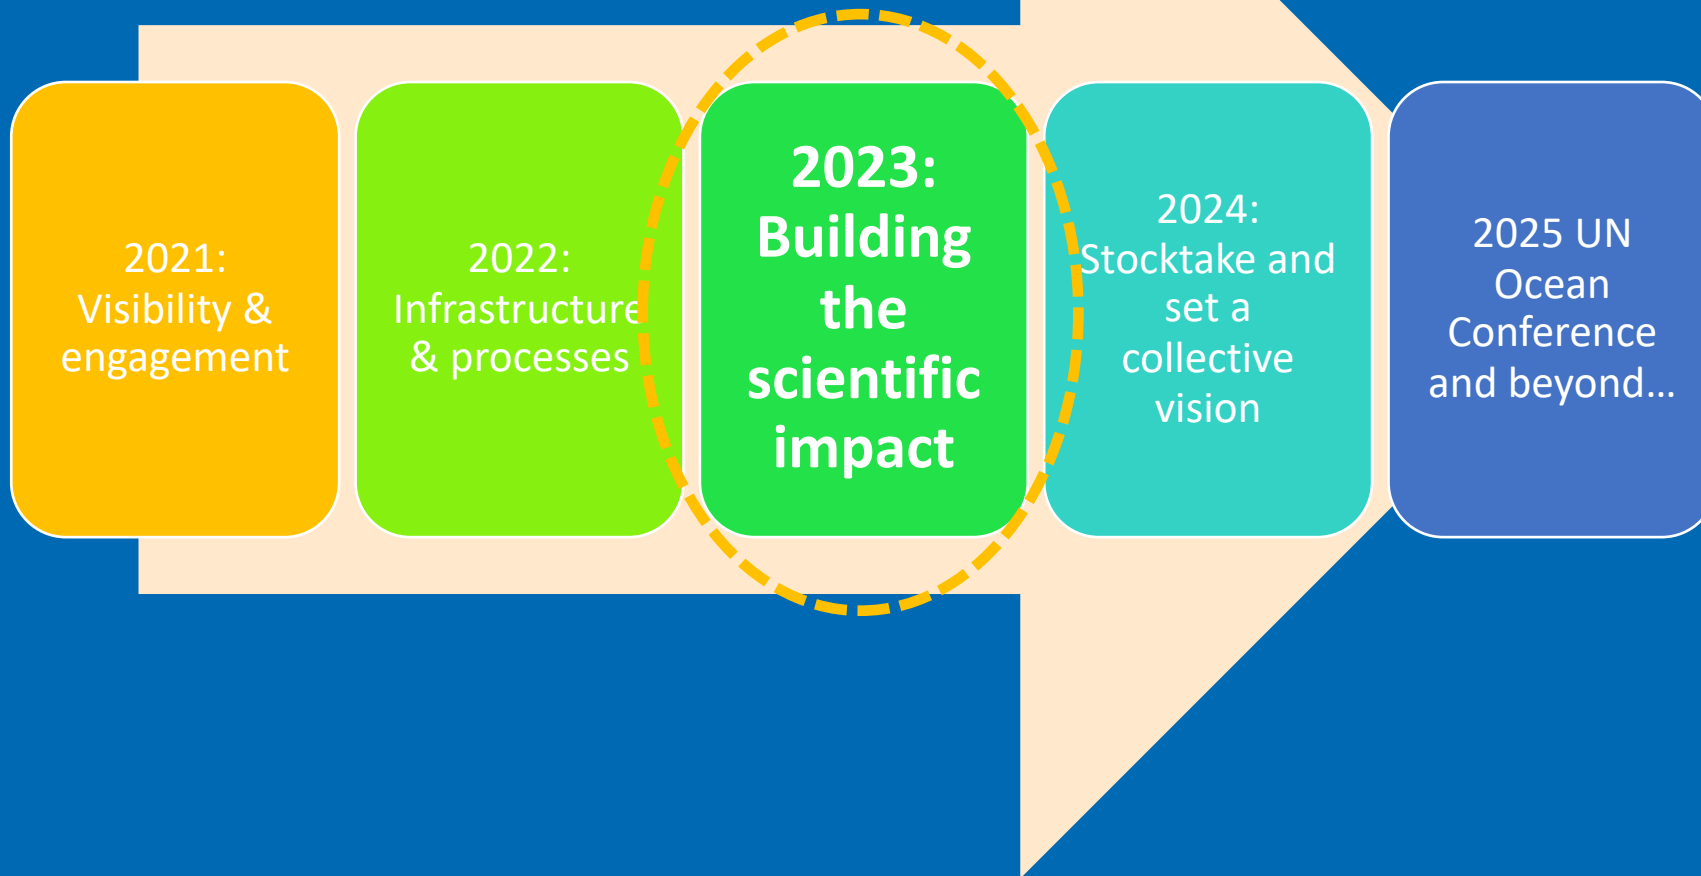 2021:
Visibility &
engagement
2022:
Infrastructure
& processes
2023:
Building
the
scientific
impact
2024:
Stocktake and
set a
collective
vision
2025 UN
Ocean
Conference
and beyond...